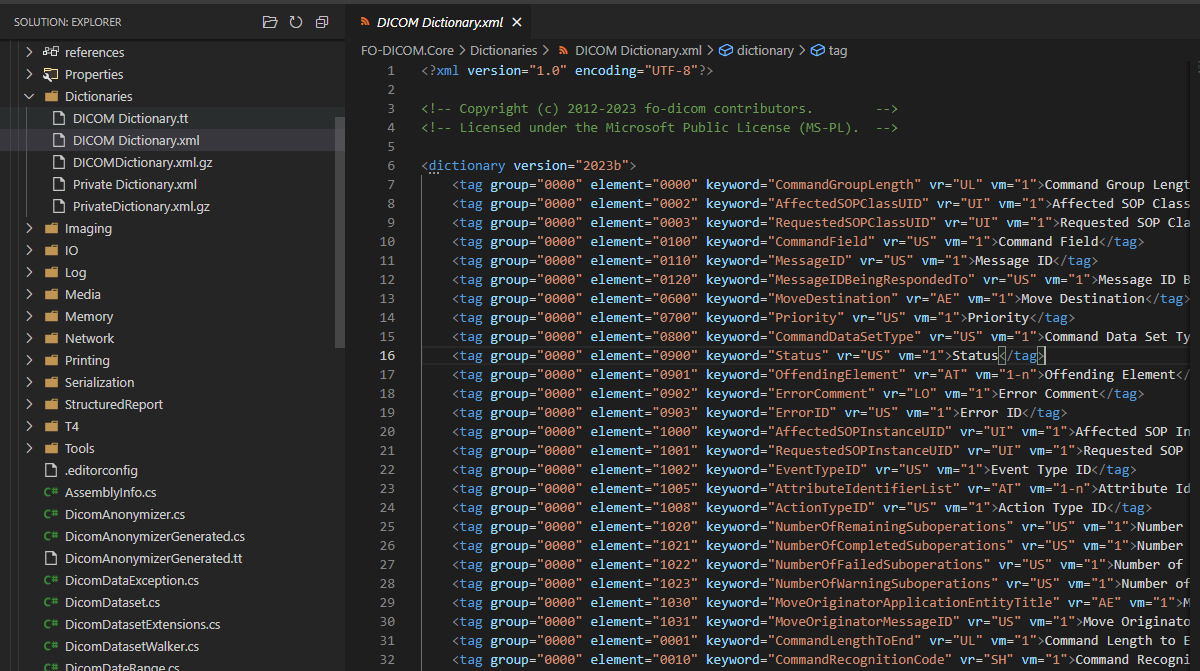 SOLUTION: EXPLORER
references
Properties
Dictionaries
DICOM Dictionary.tt
DICOM Dictionary.xml
DICOMDictionary.xml.gz
Private Dictionary.xml
PrivateDictionary.xml.gz
Imaging
IO
Log
Media
Memory
Network
Printing
Serialization
StructuredReport
T4
Tools
.editorconfig
C# AssemblyInfo.cs
C# DicomAnonymizer.cs
C# DicomAnonymizerGenerated.cs
DicomAnonymizerGenerated.tt
C# DicomDataException.cs
C# DicomDataset.cs
C# DicomDatasetExtensions.cs
C# DicomDatasetWalker.cs
C# DicomDateRange.cs
DICOM Dictionary.xml
FO-DICOM.Core > Dictionaries > DICOM Dictionary.xml > dictionary > tag
1 <?xml version="1.0" encoding="UTF-8"?>
2
3 <!-- Copyright (c) 2012-2023 fo-dicom contributors. -->
4 <!-- Licensed under the Microsoft Public License (MS-PL). -->
5
6 <dictionary version="2023b">
7 <tag group="0000" element="0000" keyword="CommandGroupLength" vr="UL" vm="1">Command Group Lengt
8 <tag group="0000" element="0002" keyword="AffectedSOPClassUID" vr="UI" vm="1">Affected SOP Class
9 <tag group="0000" element="0003" keyword="RequestedSOPClassUID" vr="UI" vm="1">Requested SOP Cla
10 <tag group="0000" element="0100" keyword="CommandField" vr="US" vm="1">Command Field</tag>
11 <tag group="0000" element="0110" keyword="MessageID" vr="US" vm="1">Message ID</tag>
12 <tag group="0000" element="0120" keyword="MessageIDBeingRespondedTo" vr="US" vm="1">Message ID B
13 <tag group="0000" element="0600" keyword="MoveDestination" vr="AE" vm="1">Move Destination</tag>
14 <tag group="0000" element="0700" keyword="Priority" vr="US" vm="1">Priority</tag>
15 <tag group="0000" element="0800" keyword="CommandDataSetType" vr="US" vm="1">Command Data Set Ty
16 <tag group="0000" element="0900" keyword="Status" vr="US" vm="1">Status</tag>
17 <tag group="0000" element="0901" keyword="OffendingElement" vr="AT" vm="1-n">Offending Element</
18 <tag group="0000" element="0902" keyword="ErrorComment" vr="LO" vm="1">Error Comment</tag>
19 <tag group="0000" element="0903" keyword="ErrorID" vr="US" vm="1">Error ID</tag>
20 <tag group="0000" element="1000" keyword="AffectedSOPInstanceUID" vr="UI" vm="1">Affected SOP In
21 <tag group="0000" element="1001" keyword="RequestedSOPInstanceUID" vr="UI" vm="1">Requested SOP
22 <tag group="0000" element="1002" keyword="EventTypeID" vr="US" vm="1">Event Type ID</tag>
23 <tag group="0000" element="1005" keyword="AttributeIdentifierList" vr="AT" vm="1-n">Attribute Id
24 <tag group="0000" element="1008" keyword="ActionTypeID" vr="US" vm="1">Action Type ID</tag>
25 <tag group="0000" element="1020" keyword="NumberOfRemainingSuboperations" vr="US" vm="1">Number
26 <tag group="0000" element="1021" keyword="NumberOfCompletedSuboperations" vr="US" vm="1">Number
27 <tag group="0000" element="1022" keyword="NumberOfFailedSuboperations" vr="US" vm="1">Number of
28 <tag group="0000" element="1023" keyword="NumberOfWarningSuboperations" vr="US" vm="1">Number of
29 <tag group="0000" element="1030" keyword="MoveOriginatorApplicationEntityTitle" vr="AE" vm="1">M
30 <tag group="0000" element="1031" keyword="MoveOriginatorMessageID" vr="US" vm="1">Move Originato
31 <tag group="0000" element="0001" keyword="CommandLengthToEnd" vr="UL" vm="1">Command Length to E
32 <tag group="0000" element="0010" keyword="CommandRecognitionCode" vr="SH" vm="1">Command Recogni